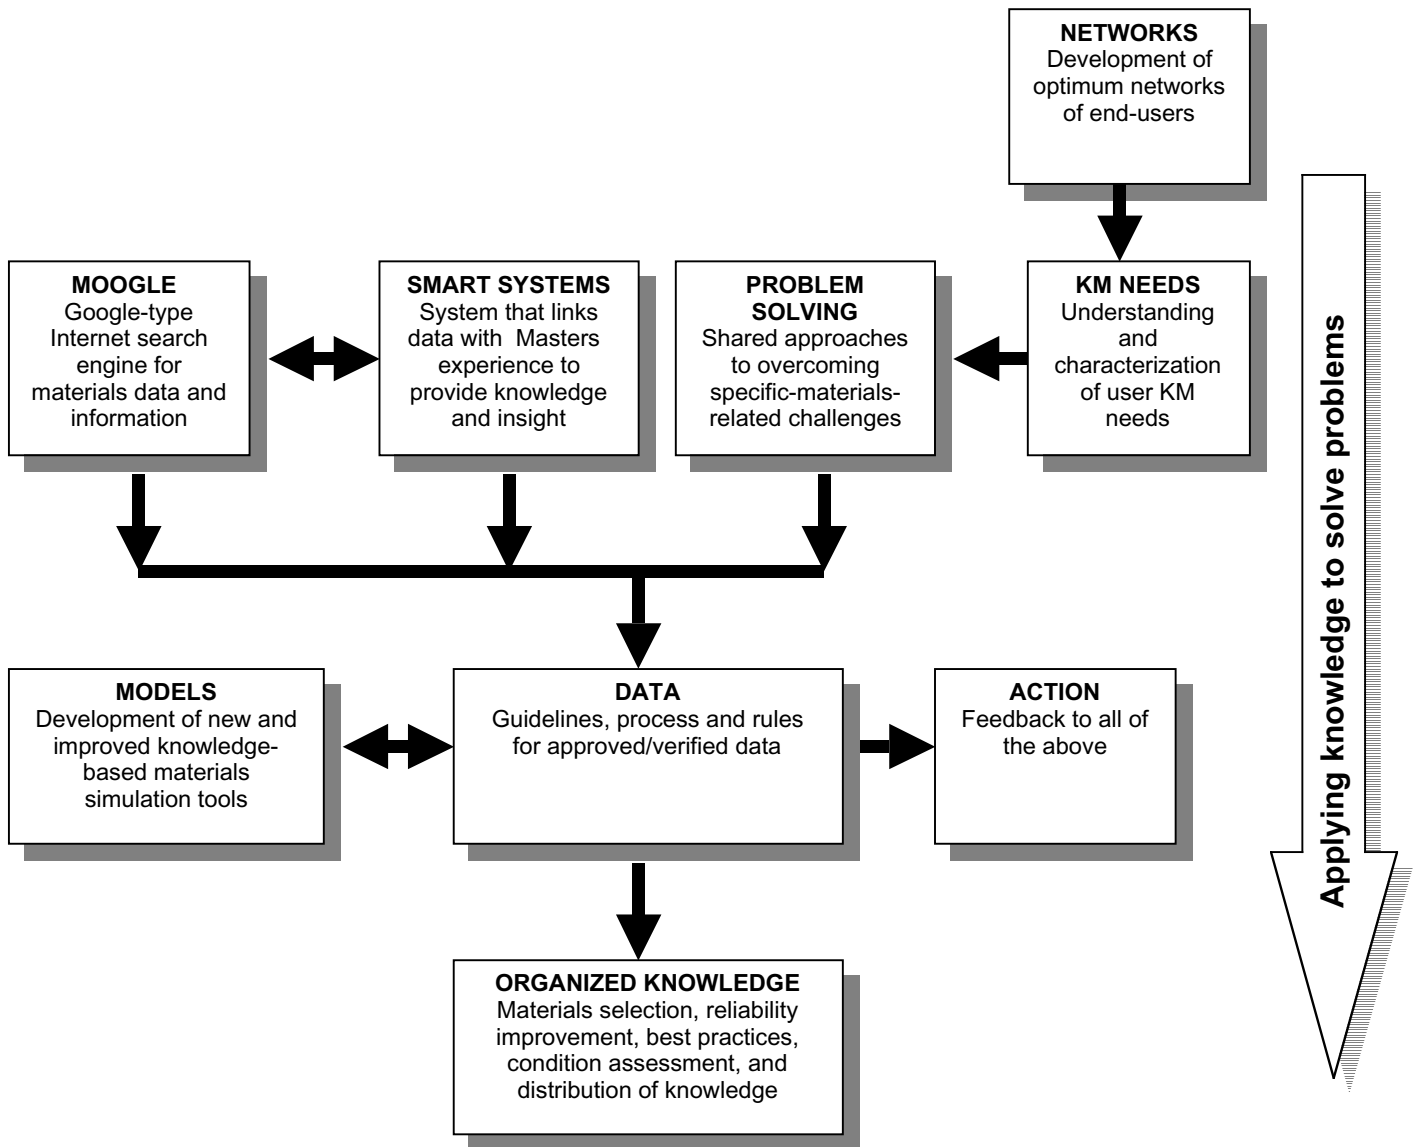 NETWORKS
Development of
optimum networks
of end-users
MOOGLE
Google-type
Internet search
engine for
materials data and
information
SMART SYSTEMS
System that links
data with Masters
experience to
provide knowledge
and insight
PROBLEM
SOLVING
Shared approaches
to overcoming
specific-materials-
related challenges
KM NEEDS
Understanding
and
characterization
of user KM
needs
Applying knowledge to solve problems
MODELS
Development of new and
improved knowledge-
based materials
simulation tools
DATA
Guidelines, process and rules
for approved/verified data
ACTION
Feedback to all of
the above
ORGANIZED KNOWLEDGE
Materials selection, reliability
improvement, best practices,
condition assessment, and
distribution of knowledge